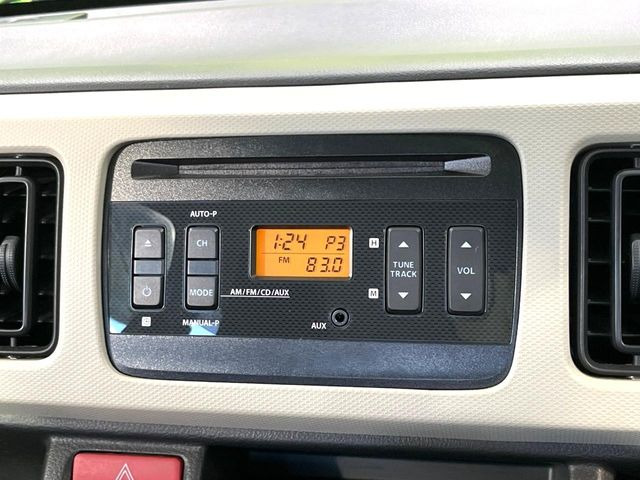 AUTO-P
CH
MODE
AM/FM/CD/AUX
MANUAL-P
1:24 P3
FM 83.0
H
M
TUNE
TRACK
VOL
AUX